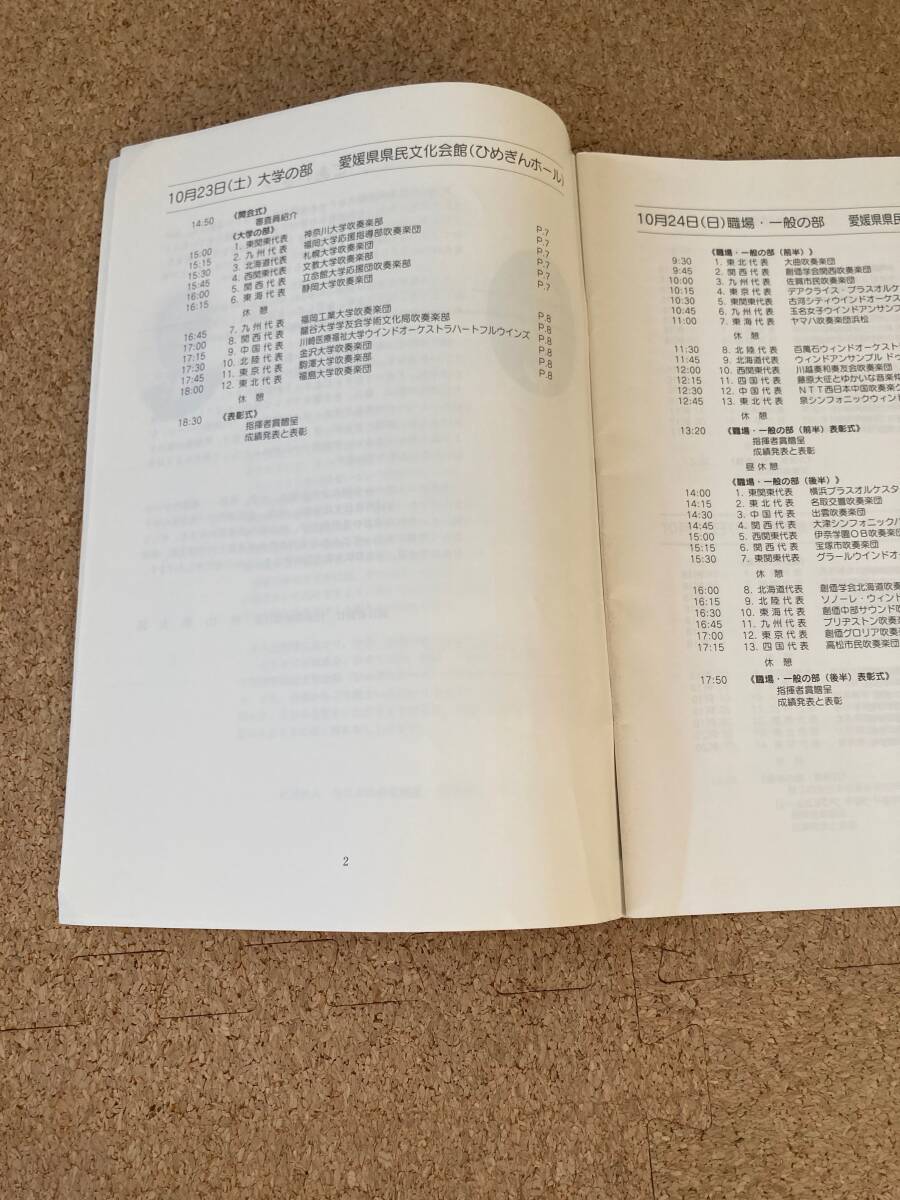 10月23日(土) 大学の部 愛媛県県民文化会館(ひめぎんホール)
14:50 《開会式》
審査員紹介
《大学の部》
15:00 1. 東関東代表 神奈川大学吹奏楽部 P.7
15:15 2. 九州代表 福岡大学応援指導部吹奏楽団 P.7
15:30 3. 北海道代表 札幌大学吹奏楽団 P.7
15:45 4. 西関東代表 文教大学吹奏楽部 P.7
16:00 5. 関西代表 立命館大学応援団吹奏楽部 P.7
16:15 6. 東海代表 静岡大学吹奏楽団 P.7
休憩
16:45 7. 九州代表 福岡工業大学吹奏楽団 P.8
17:00 8. 関西代表 龍谷大学学友会学術文化局吹奏楽部 P.8
17:15 9. 中国代表 川崎医療福祉大学ウインドオーケストラハートフルウインズ P.8
17:30 10. 北陸代表 金沢大学吹奏楽団 P.8
17:45 11. 東京代表 駒澤大学吹奏楽部 P.8
18:00 12. 東北代表 福島大学吹奏楽団 P.8
休憩
18:30 《表彰式》
指揮者賞贈呈
成績発表と表彰
2
10月24日(日) 職場・一般の部 愛媛県県民
《職場・一般の部(前半)》
9:30 1. 東北代表 大曲吹奏楽団
9:45 2. 関西代表 創価学会関西吹奏楽団
10:00 3. 九州代表 佐賀市民吹奏楽団
10:15 4. 東京代表 デアクライス・ブラスオルケ
10:30 5. 東関東代表 古河シティウインドオーケス
10:45 6. 九州代表 玉名女子ウインドアンサンブ
11:00 7. 東海代表 ヤマハ吹奏楽団浜松
休憩
11:30 8. 北陸代表 百萬石ウィンドオーケスト
11:45 9. 北海道代表 ウィンドアンサンブル ドゥ
12:00 10. 西関東代表 川越奏和奏友会吹奏楽団
12:15 11. 四国代表 藤原大征とゆかいな音楽仲
12:30 12. 中国代表 NTT西日本中国吹奏楽ク
12:45 13. 東北代表 泉シンフォニックウィン
休憩
13:20 《職場・一般の部(前半)表彰式》
指揮者賞贈呈
成績発表と表彰
昼休憩
《職場・一般の部(後半)》
14:00 1. 東関東代表 横浜ブラスオルケスタ
14:15 2. 東北代表 名取交響吹奏楽団
14:30 3. 中国代表 出雲吹奏楽団
14:45 4. 関西代表 大津シンフォニックバ
15:00 5. 西関東代表 伊奈学園OB吹奏楽
15:15 6. 関西代表 宝塚市吹奏楽団
15:30 7. 東関東代表 グラールウインドオー
休憩
16:00 8. 北海道代表 創価学会北海道吹奏
16:15 9. 北陸代表 ソノーレ・ウィンド
16:30 10. 東海代表 創価中部サウンド吹
16:45 11. 九州代表 ブリヂストン吹奏楽
17:00 12. 東京代表 創価グロリア吹奏楽
17:15 13. 四国代表 高松市民吹奏楽団
休憩
17:50 《職場・一般の部(後半)表彰式》
指揮者賞贈呈
成績発表と表彰